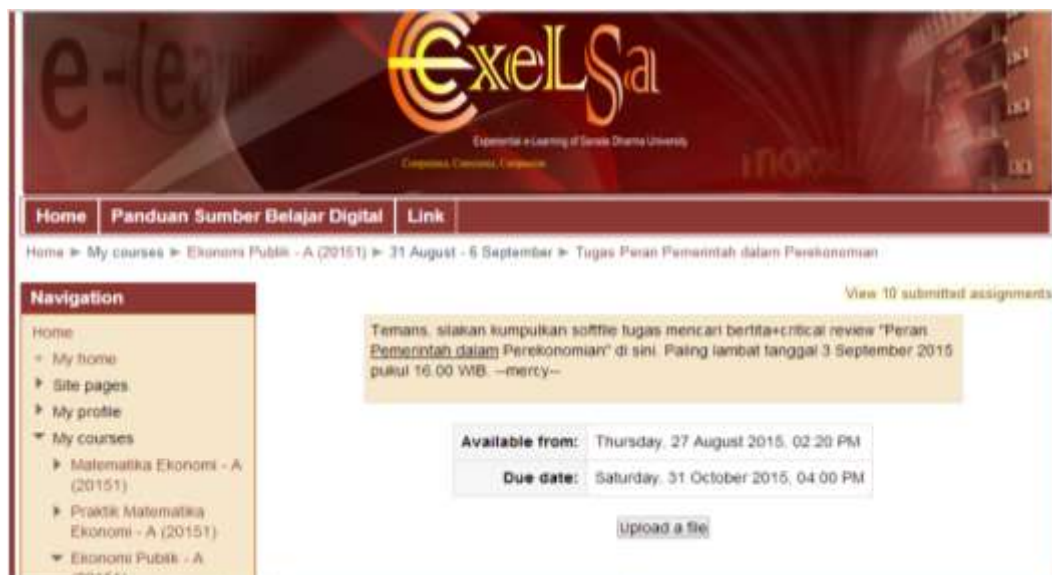 e-lear
ExeLSa
Experiential e-Learning of Sanata Dharma University
Competence, Conscience, Compassion
Home Panduan Sumber Belajar Digital Link
Home ► My courses ► Ekonomi Publik - A (20151) ► 31 August - 6 September ► Tugas Peran Pemerintah dalam Perekonomian
View 10 submitted assignments
Navigation
Home
My home
Site pages
My profile
My courses
Matematika Ekonomi - A
(20151)
Praktik Matematika
Ekonomi - A (20151)
Ekonomi Publik - A
Temans, silakan kumpulkan softfile tugas mencari bertita+critical review "Peran
Pemerintah dalam Perekonomian" di sini. Paling lambat tanggal 3 September 2015
pukul 16.00 WIB. --mercy--
Available from: Thursday, 27 August 2015, 02:20 PM
Due date: Saturday, 31 October 2015, 04:00 PM
Upload a file